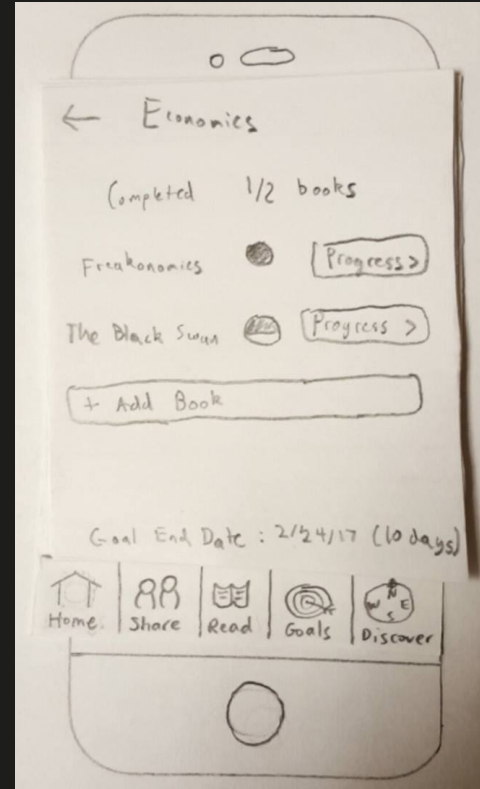 ← Economics
Completed 1/2 books
Freakonomics Progress >
The Black Swan Progress >
+ Add Book
Goal End Date : 2/24/17 (10 days)
Home Share Read Goals Discover
N
W E
S